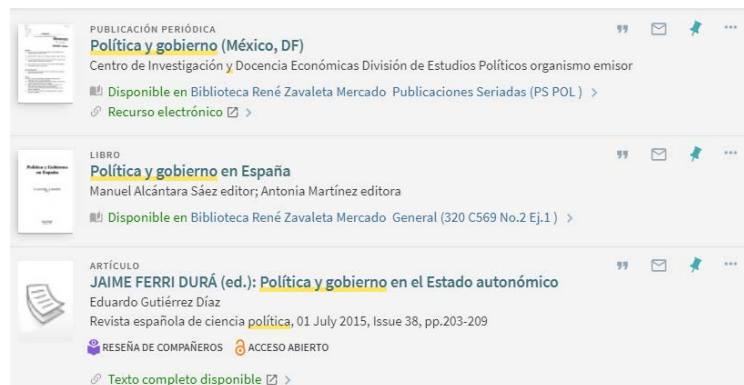 PUBLICACIÓN PERIÓDICA
Política y gobierno (México, DF)
Centro de Investigación y Docencia Económicas División de Estudios Políticos organismo emisor
Disponible en Biblioteca René Zavaleta Mercado Publicaciones Seriadas (PS POL )
Recurso electrónico
LIBRO
Política y gobierno en España
Manuel Alcántara Sáez editor; Antonia Martínez editora
Disponible en Biblioteca René Zavaleta Mercado General (320 C569 No.2 Ej.1 )
ARTÍCULO
JAIME FERRI DURÁ (ed.): Política y gobierno en el Estado autonómico
Eduardo Gutiérrez Díaz
Revista española de ciencia política, 01 July 2015, Issue 38, pp.203-209
RESEÑA DE COMPAÑEROS ACCESO ABIERTO
Texto completo disponible